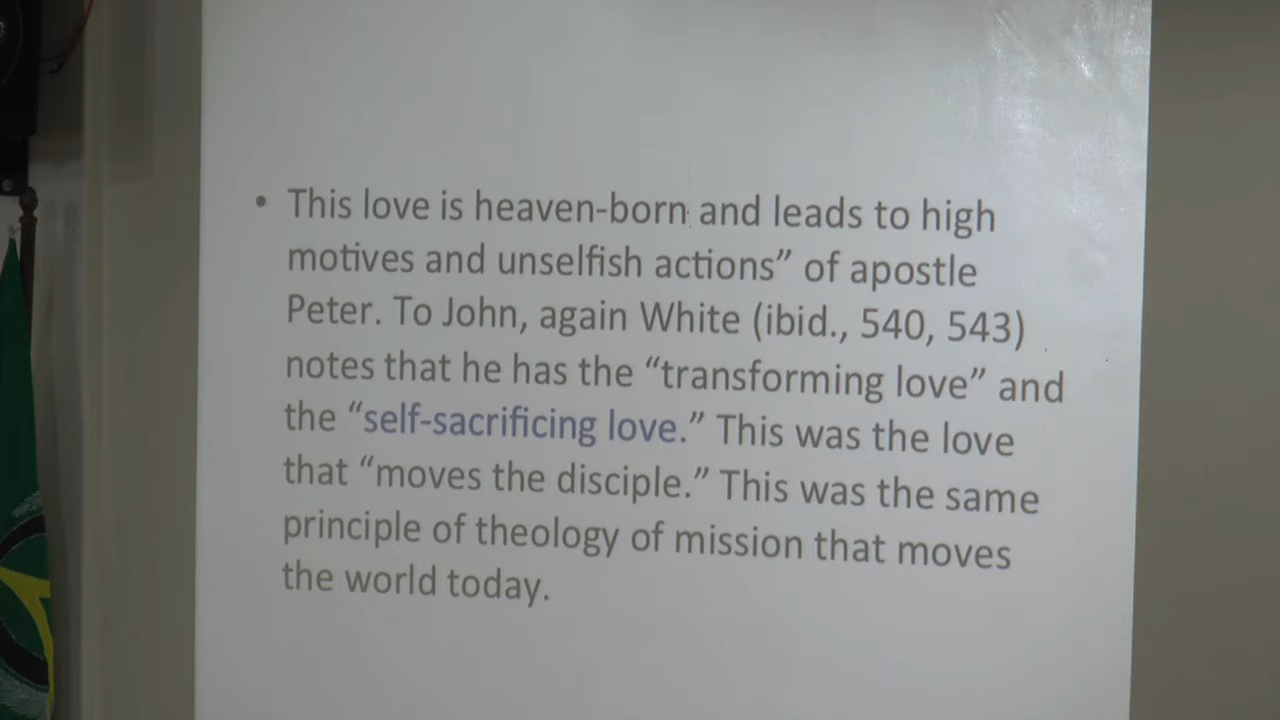 • This love is heaven-born and leads to high
motives and unselfish actions” of apostle
Peter. To John, again White (ibid., 540, 543)
notes that he has the “transforming love” and
the “self-sacrificing love.” This was the love
that “moves the disciple.” This was the same
principle of theology of mission that moves
the world today.